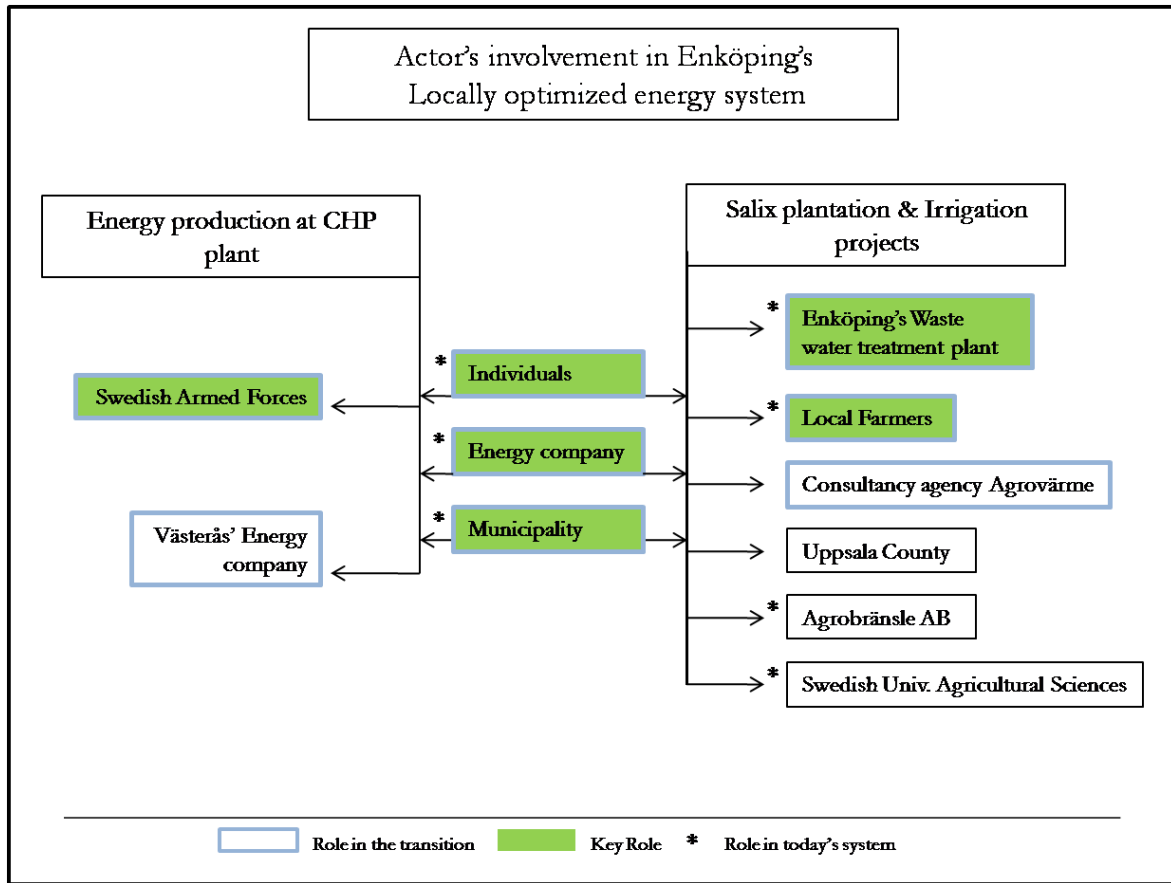 Actor's involvement in Enköping's
Locally optimized energy system
Energy production at CHP
plant
Salix plantation & Irrigation
projects
* Enköping's Waste
water treatment plant
* Individuals
Swedish Armed Forces
* Local Farmers
* Energy company
Consultancy agency Agrovärme
* Municipality
Västerås' Energy
company
Uppsala County
* Agrobränsle AB
* Swedish Univ. Agricultural Sciences
Role in the transition
Key Role
* Role in today's system